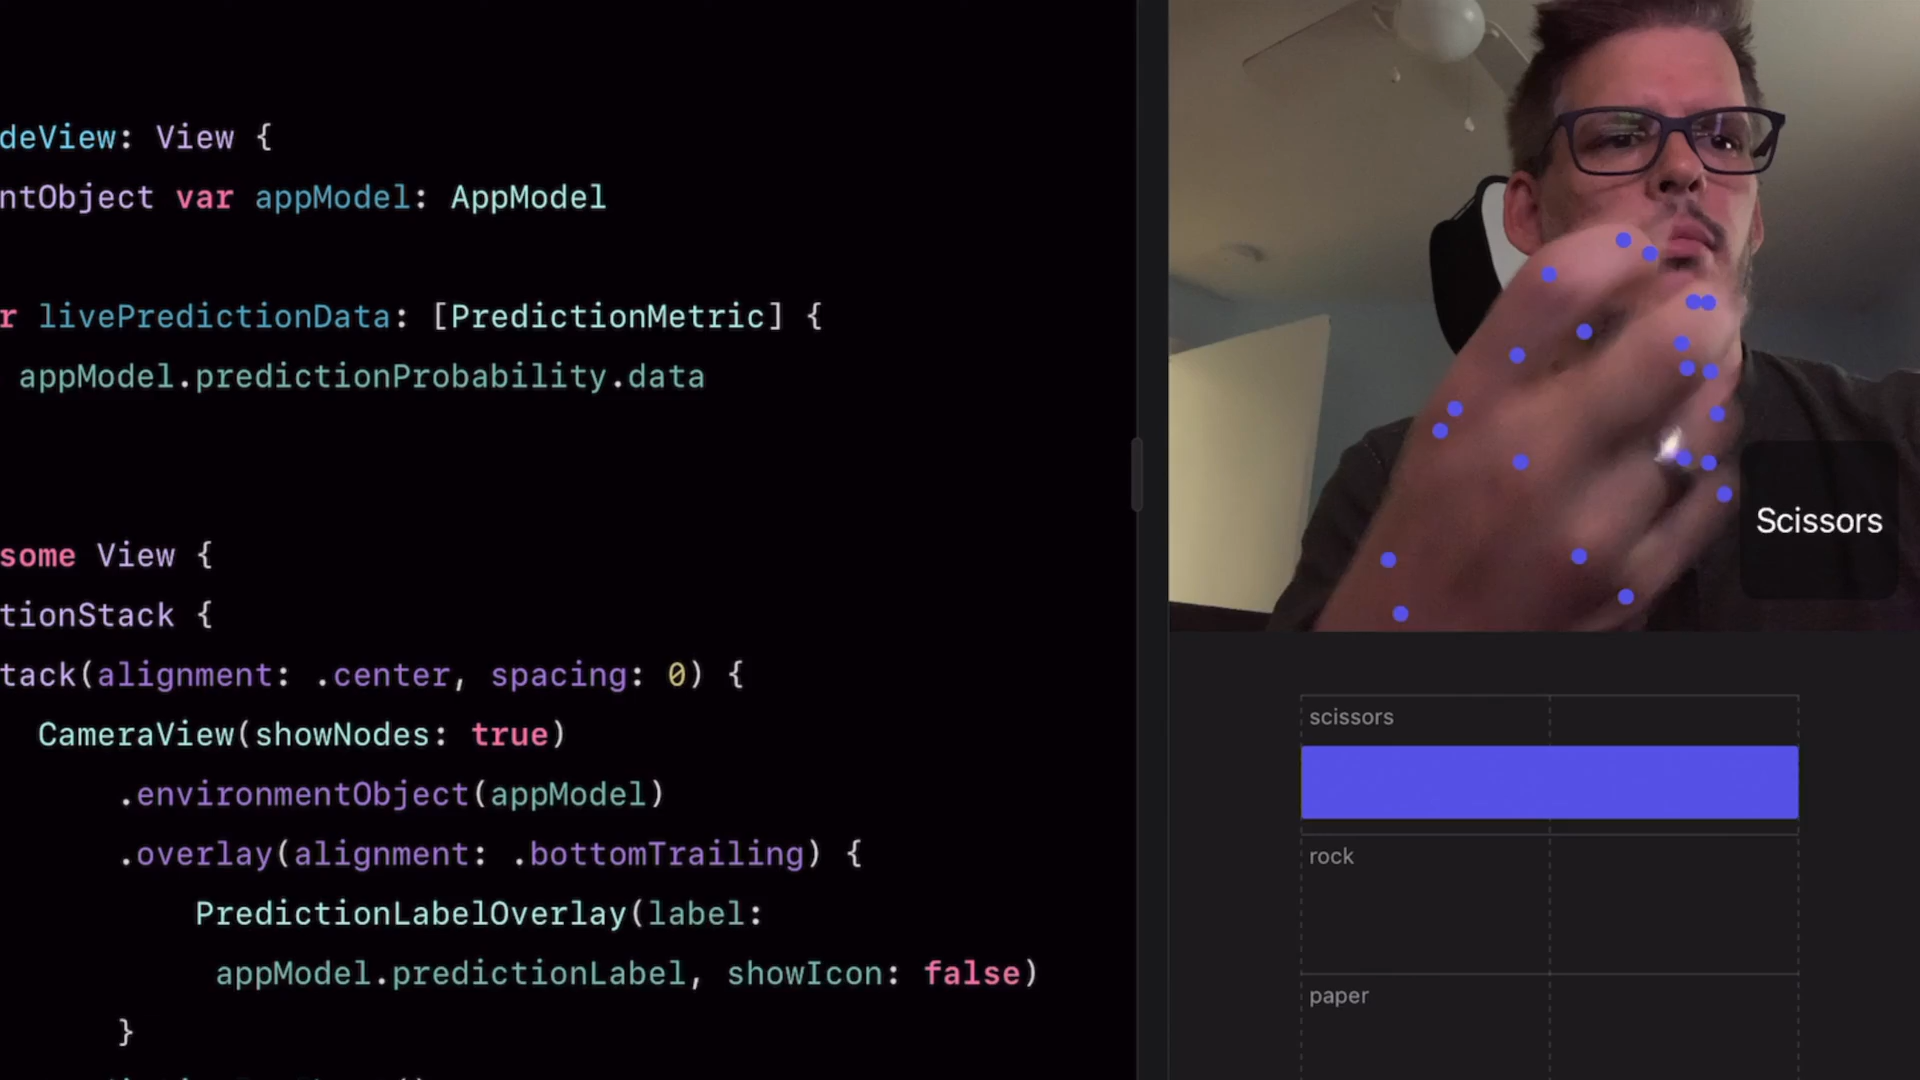 deView: View {
ntObject var appModel: AppModel
r livePredictionData: [PredictionMetric] {
appModel.predictionProbability.data
some View {
tionStack {
tack(alignment: .center, spacing: 0) {
CameraView(showNodes: true)
.environmentObject(appModel)
.overlay(alignment: .bottomTrailing) {
PredictionLabelOverlay(label:
appModel.predictionLabel, showIcon: false)
}
Scissors
scissors
rock
paper